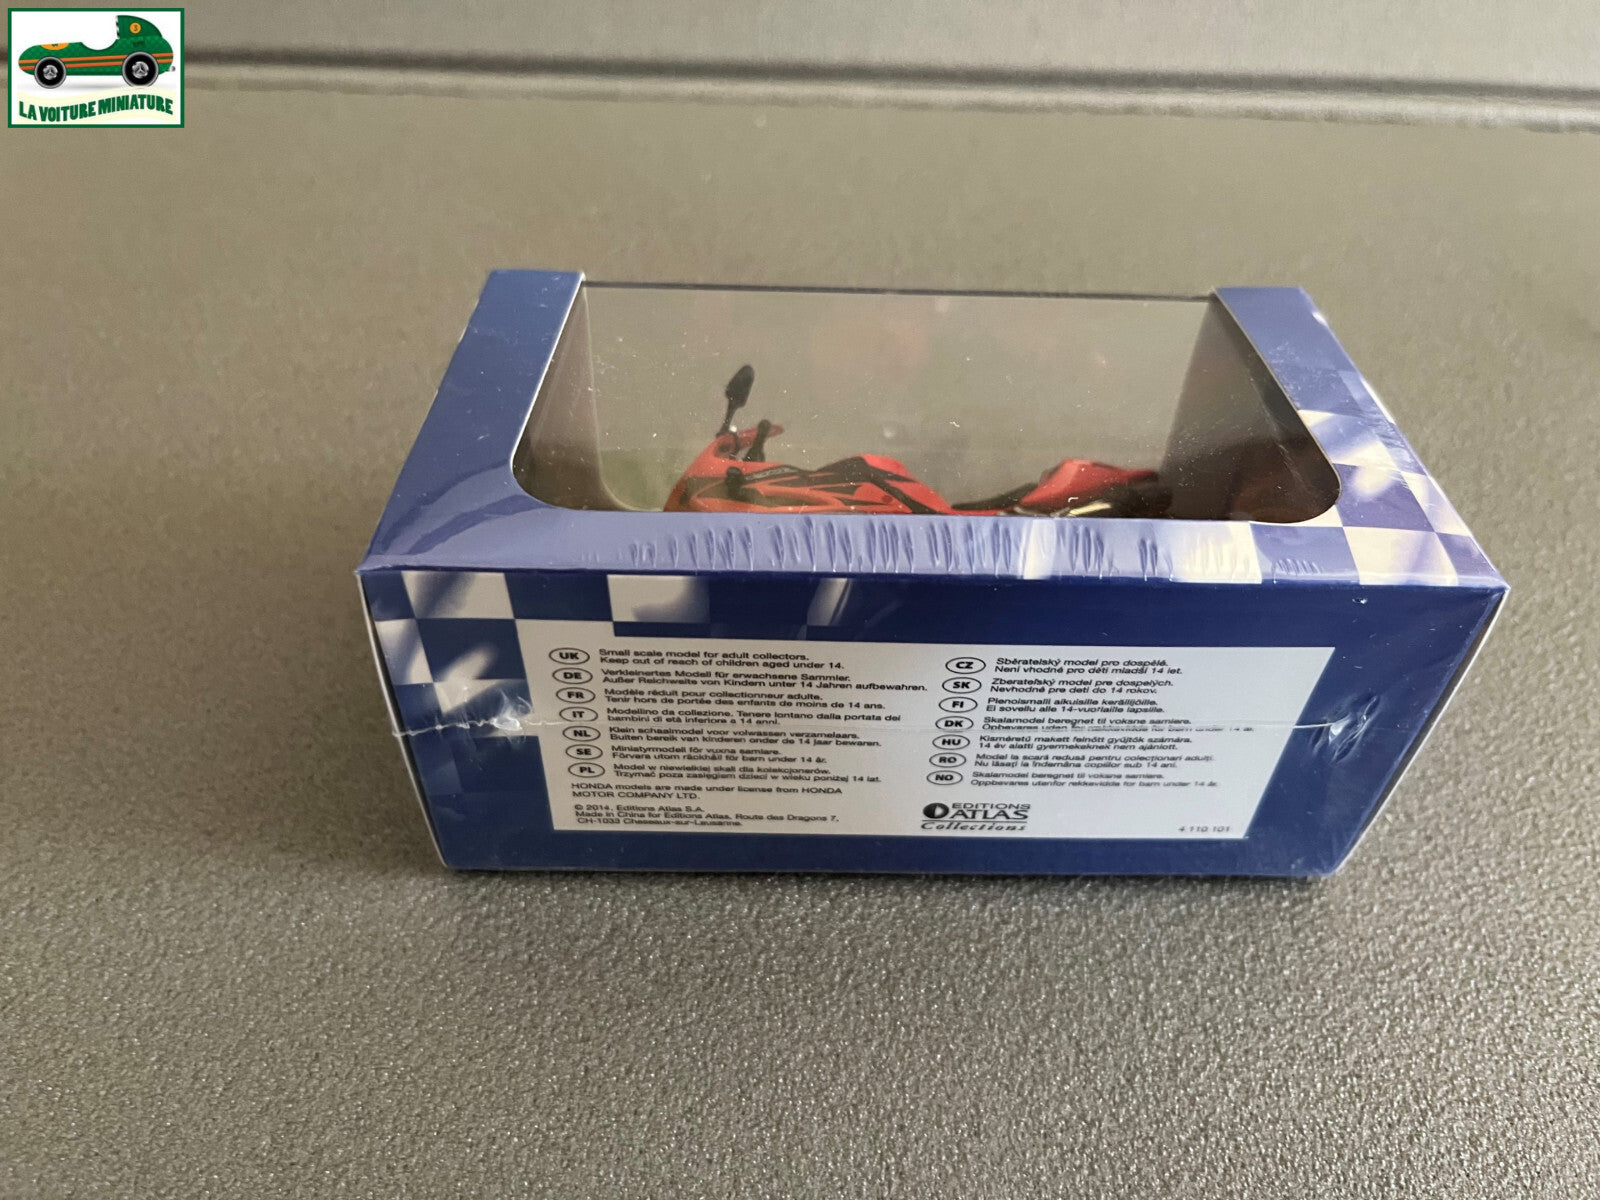 LA VOITURE MINIATURE
UK Small scale model for adult collectors.
Keep out of reach of children aged under 14.
DE Verkleinertes Modell für erwachsene Sammler.
Außer Reichweite von Kindern unter 14 Jahren aufbewahren.
FR Modèle réduit pour collectionneur adulte.
Tenir hors de portée des enfants de moins de 14 ans.
IT Modellino da collezione. Tenere lontano dalla portata dei
bambini di età inferiore a 14 anni.
NL Klein schaalmodel voor volwassen verzamelaars.
Buiten bereik van kinderen onder de 14 jaar bewaren.
SE Miniatyrmodell för vuxna samlare.
Förvara utom räckhåll för barn under 14 år.
PL Model w niewielkiej skali dla kolekcjonerów.
Trzymać poza zasięgiem dzieci w wieku poniżej 14 lat.
HONDA models are made under license from HONDA
MOTOR COMPANY LTD.
© 2014. Editions Atlas S.A.
Made in China for Editions Atlas, Route des Dragons 7,
CH-1033 Cheseaux-sur-Lausanne.
CZ Sběratelský model pro dospělé.
Není vhodné pro děti mladší 14 let.
SK Zberateľský model pre dospelých.
Nevhodné pre deti do 14 rokov.
FI Pienoismalli aikuisille keräilijöille.
Ei sovellu alle 14-vuotiaille lapsille.
DK Skalamodel beregnet til voksne samlere.
HU Kisméretű makett felnőtt gyűjtők számára.
14 év alatti gyermekeknek nem ajánlott.
RO Model la scară redusă pentru colecționari adulți.
Nu lăsați la îndemâna copiilor sub 14 ani.
NO Skalamodel beregnet til voksne samlere.
Oppbevares utenfor rekkevidde for barn under 14 år.
EDITIONS
ATLAS
Collections
4 110 101